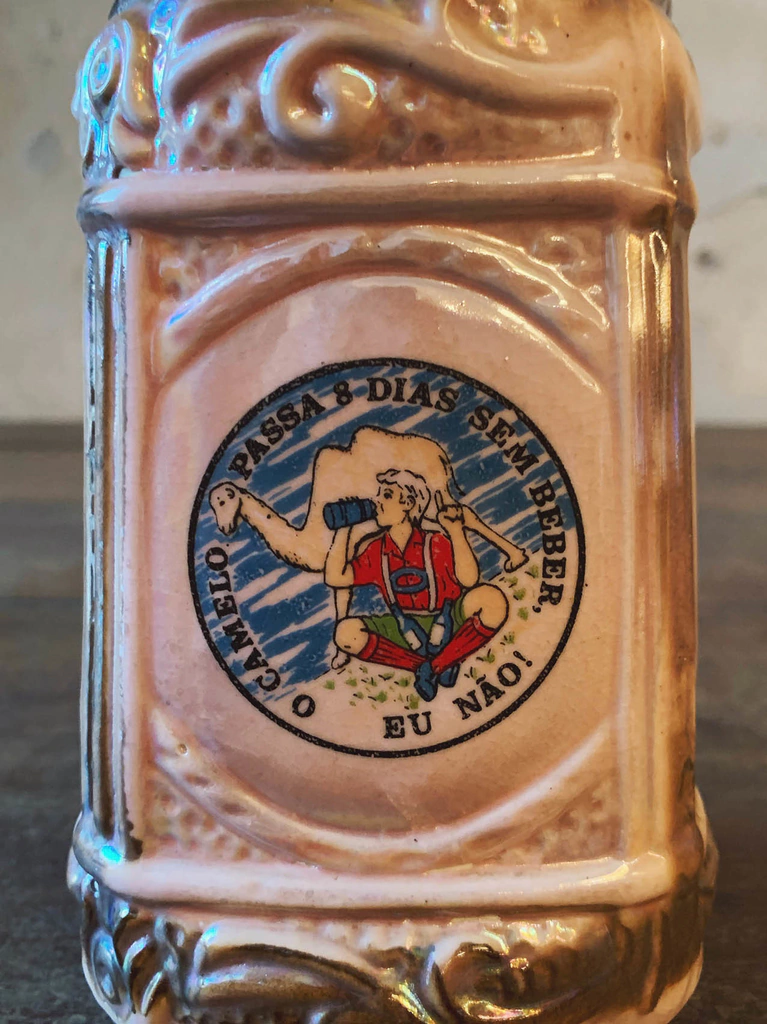 O CAMELO PASSA 8 DIAS SEM BEBER,
EU NÃO!